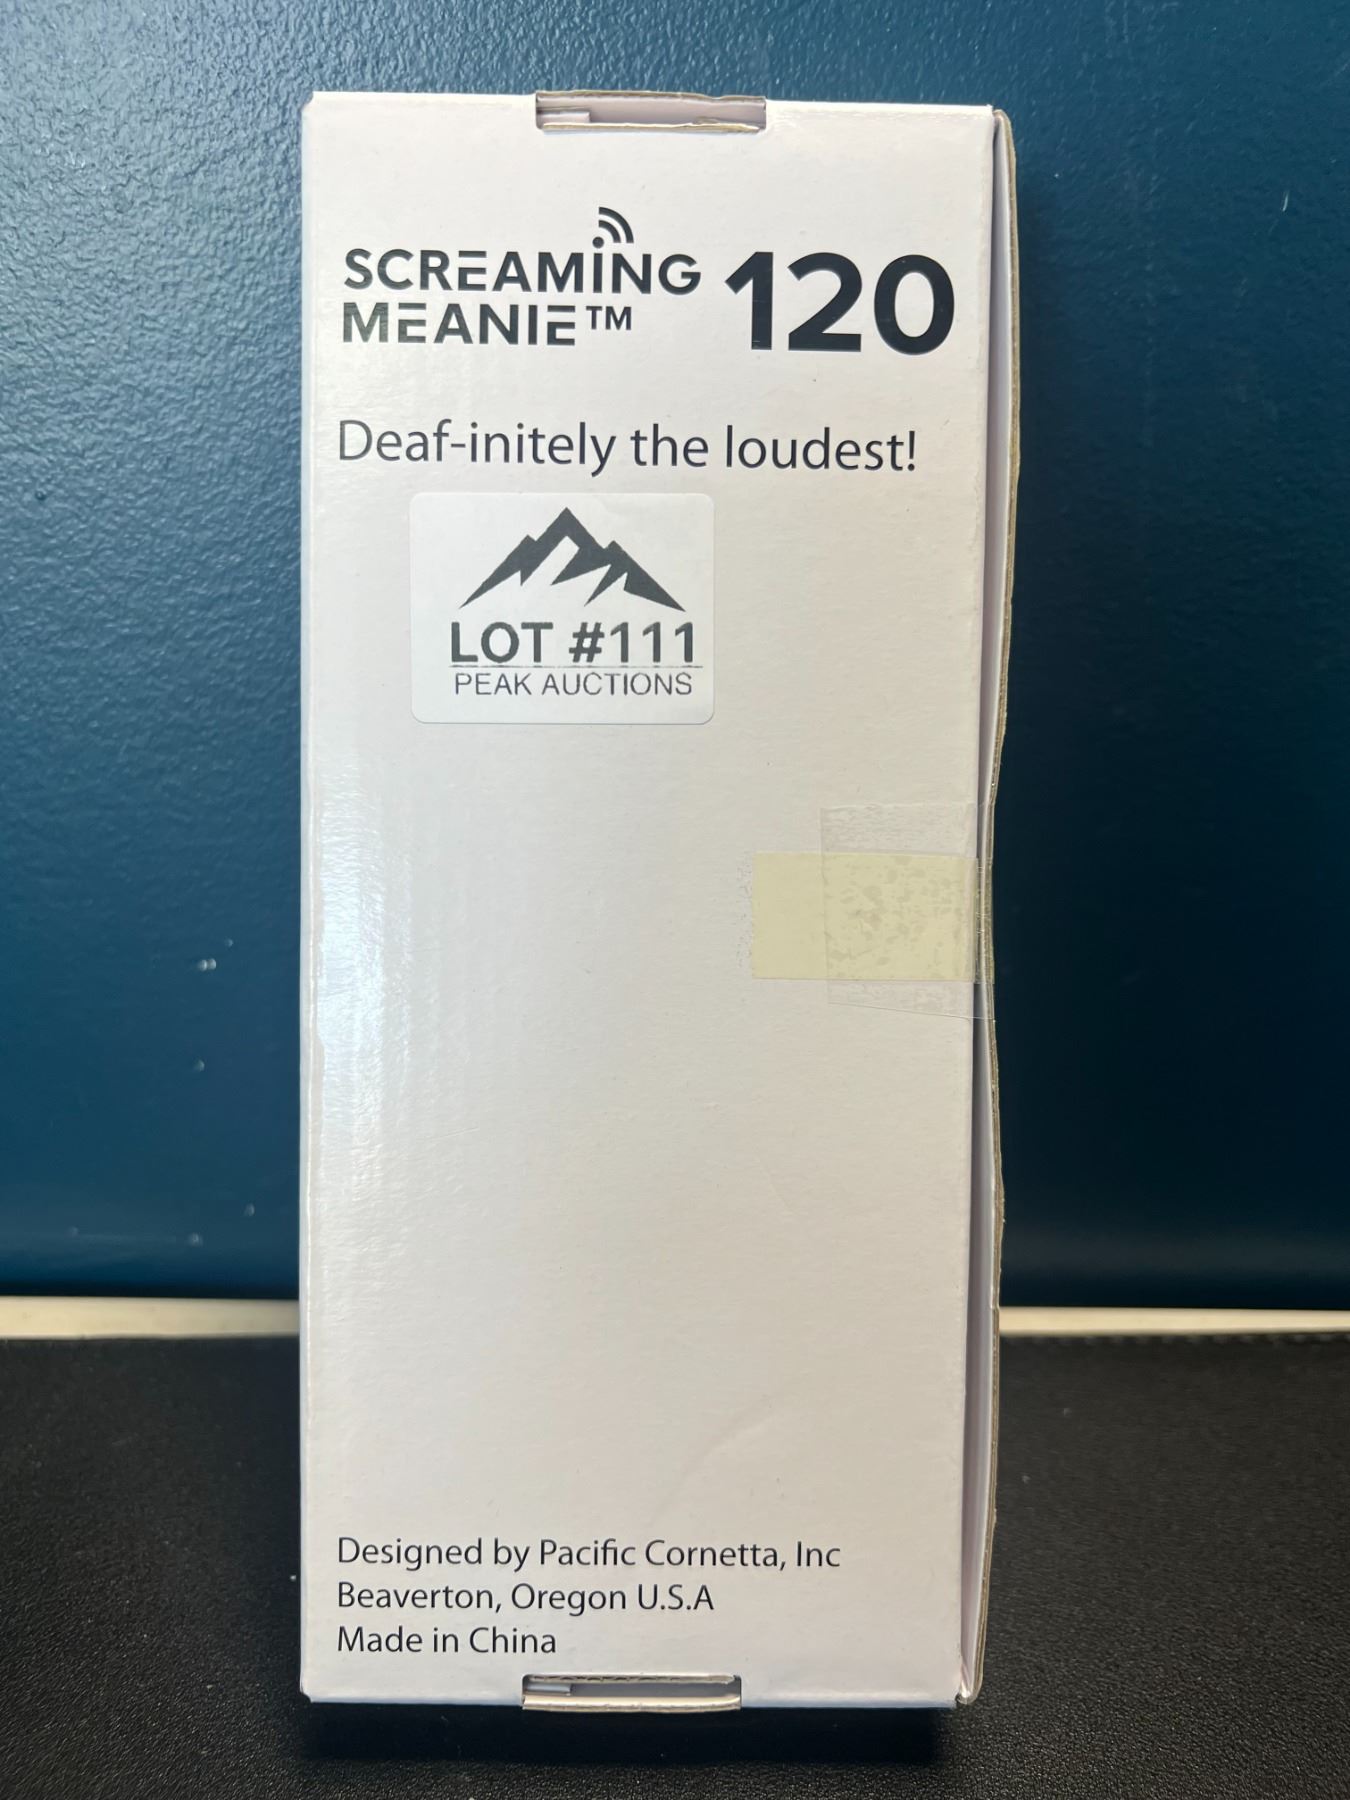 SCREAMING
MEANIE™ 120
Deaf-initely the loudest!
LOT #111
PEAK AUCTIONS
Designed by Pacific Cornetta, Inc
Beaverton, Oregon U.S.A
Made in China